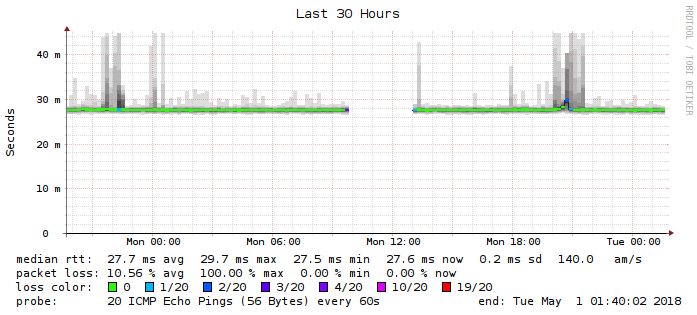 Last 30 Hours
RRDTOOL / TOBI OETIKER
Seconds
40 m
30 m
20 m
10 m
0
Mon 00:00 Mon 06:00 Mon 12:00 Mon 18:00 Tue 00:00
median rtt: 27.7 ms avg 29.7 ms max 27.5 ms min 27.6 ms now 0.2 ms sd 140.0 am/s
packet loss: 10.56 % avg 100.00 % max 0.00 % min 0.00 % now
loss color: 0 1/20 2/20 3/20 4/20 10/20 19/20
probe: 20 ICMP Echo Pings (56 Bytes) every 60s end: Tue May 1 01:40:02 2018